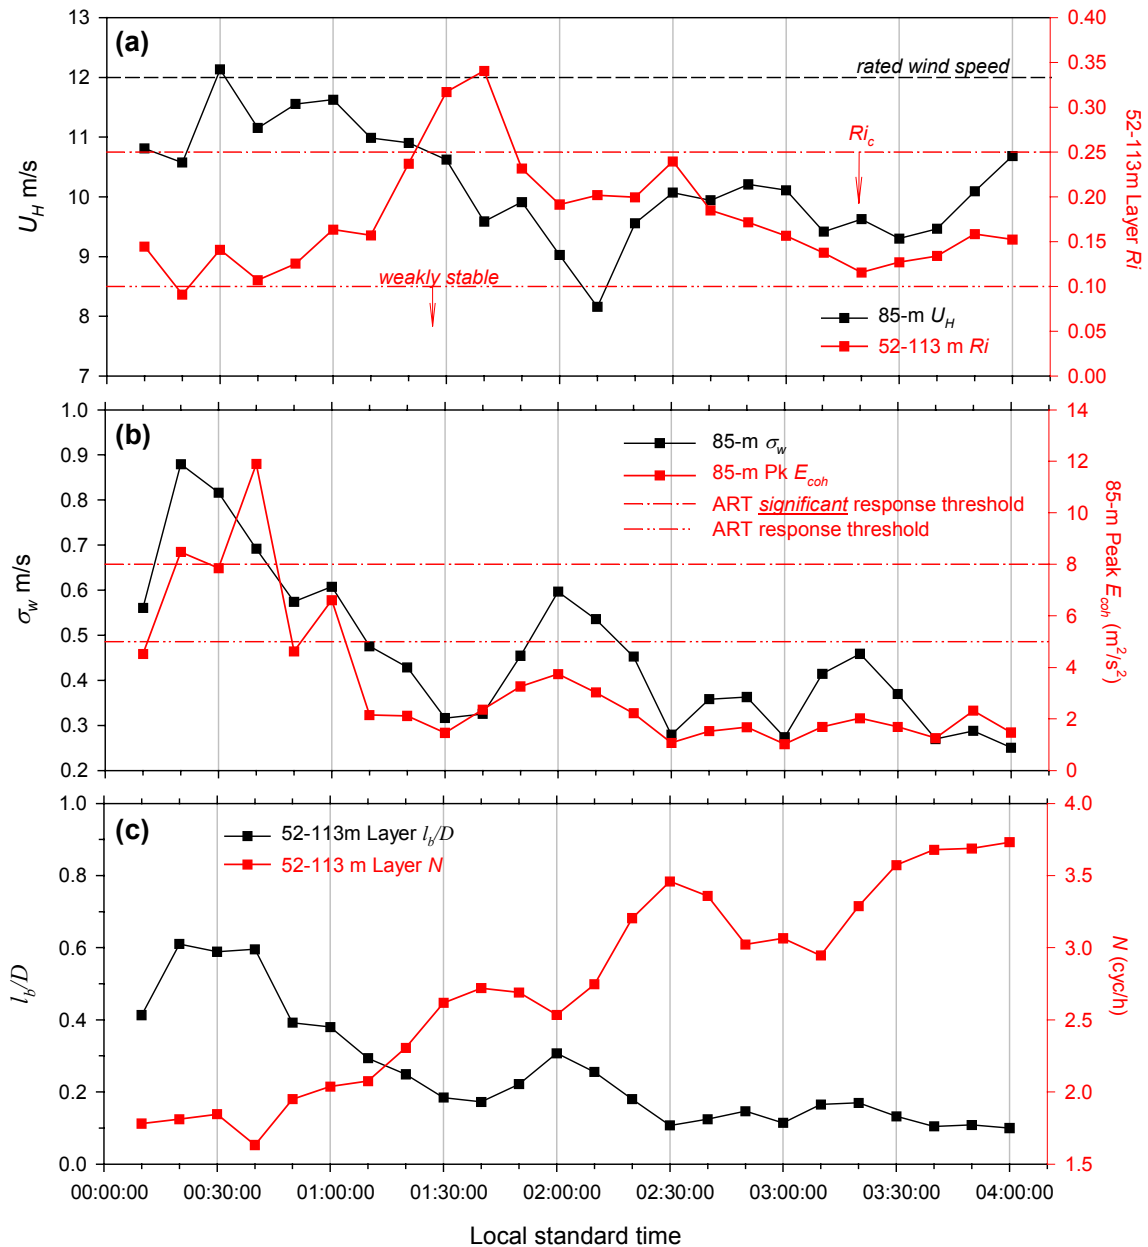 (a)
13
12
11
10
9
8
7
U_H m/s
0.40
0.35
0.30
0.25
0.20
0.15
0.10
0.05
0.00
52-113m Layer Ri
rated wind speed
Ri_c
weakly stable
85-m U_H
52-113 m Ri
(b)
1.0
0.9
0.8
0.7
0.6
0.5
0.4
0.3
0.2
σ_w m/s
14
12
10
8
6
4
2
0
85-m Peak E_coh (m²/s²)
85-m σ_w
85-m Pk E_coh
ART significant response threshold
ART response threshold
(c)
1.0
0.8
0.6
0.4
0.2
0.0
l_b/D
4.0
3.5
3.0
2.5
2.0
1.5
N (cyc/h)
52-113m Layer l_b/D
52-113 m Layer N
00:00:00 00:30:00 01:00:00 01:30:00 02:00:00 02:30:00 03:00:00 03:30:00 04:00:00
Local standard time